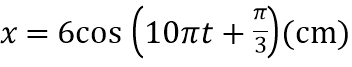 x = 6cos (10πt + π/3)(cm)